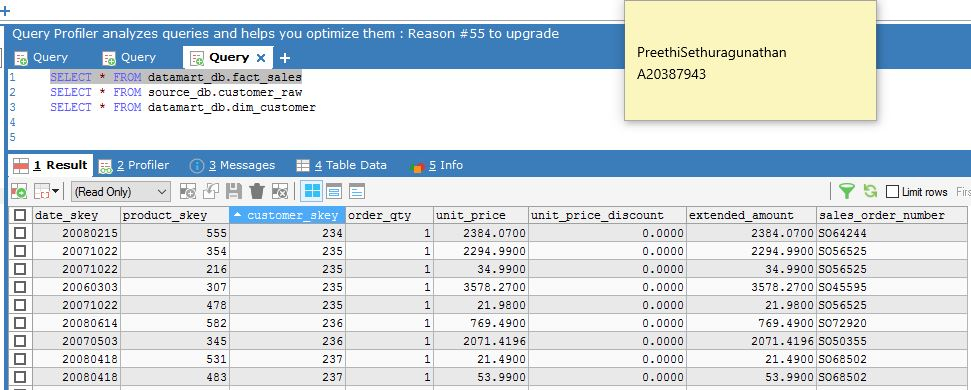 Query Profiler analyzes queries and helps you optimize them : Reason #55 to upgrade
PreethiSethuragunathan
A20387943
Query Query Query
1 SELECT * FROM datamart_db.fact_sales
2 SELECT * FROM source_db.customer_raw
3 SELECT * FROM datamart_db.dim_customer
4
5
1 Result 2 Profiler 3 Messages 4 Table Data 5 Info
(Read Only) Limit rows
date_skey product_skey customer_skey order_qty unit_price unit_price_discount extended_amount sales_order_number
20080215 555 234 1 2384.0700 0.0000 2384.0700 SO64244
20071022 354 235 1 2294.9900 0.0000 2294.9900 SO56525
20071022 216 235 1 34.9900 0.0000 34.9900 SO56525
20060303 307 235 1 3578.2700 0.0000 3578.2700 SO45595
20071022 478 235 1 21.9800 0.0000 21.9800 SO56525
20080614 582 236 1 769.4900 0.0000 769.4900 SO72920
20070503 345 236 1 2071.4196 0.0000 2071.4196 SO50355
20080418 531 237 1 21.4900 0.0000 21.4900 SO68502
20080418 483 237 1 53.9900 0.0000 53.9900 SO68502